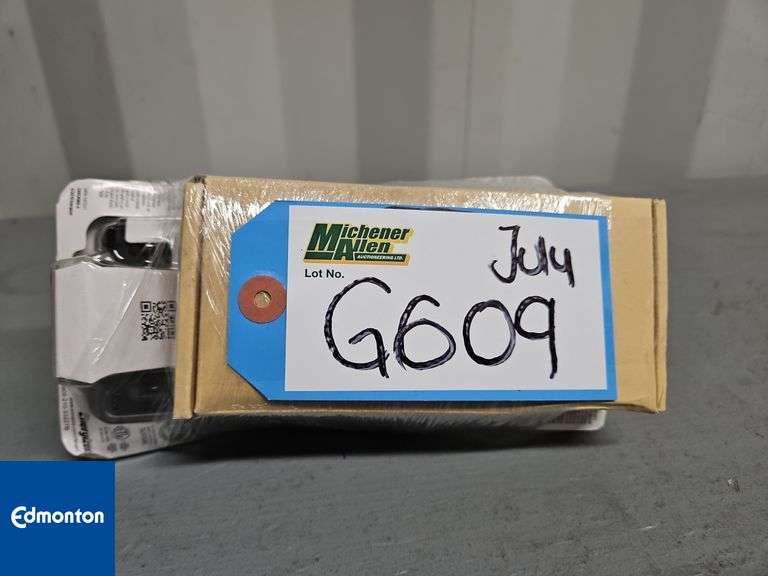 Michener
Allen
AUCTIONEERING LTD.
Lot No.
July
G609
Edmonton